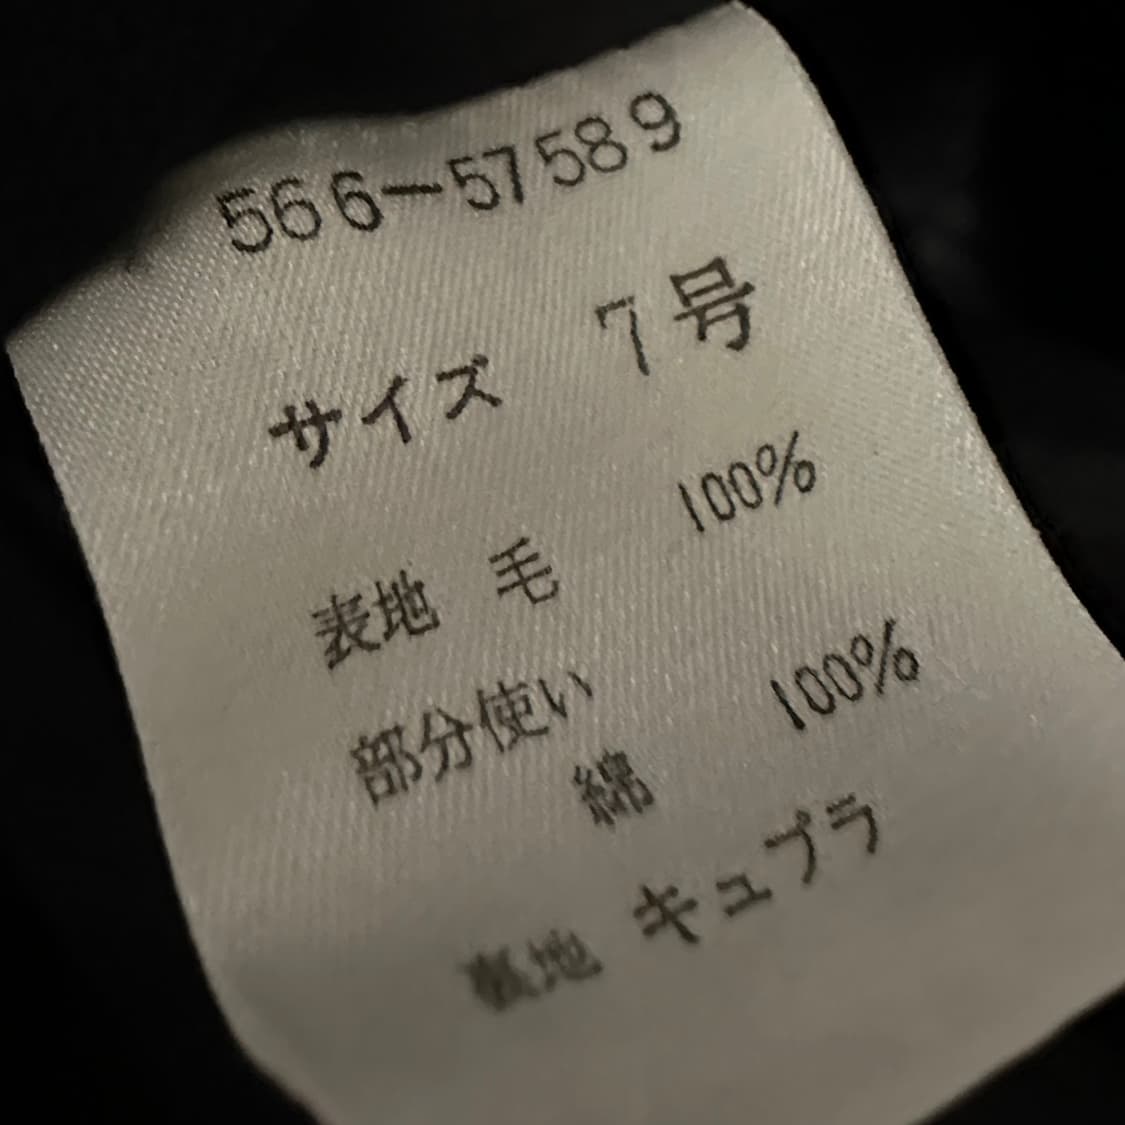 566-57589
サイズ 7号
表地 毛 100%
部分使い
綿 100%
裏地 キュプラ